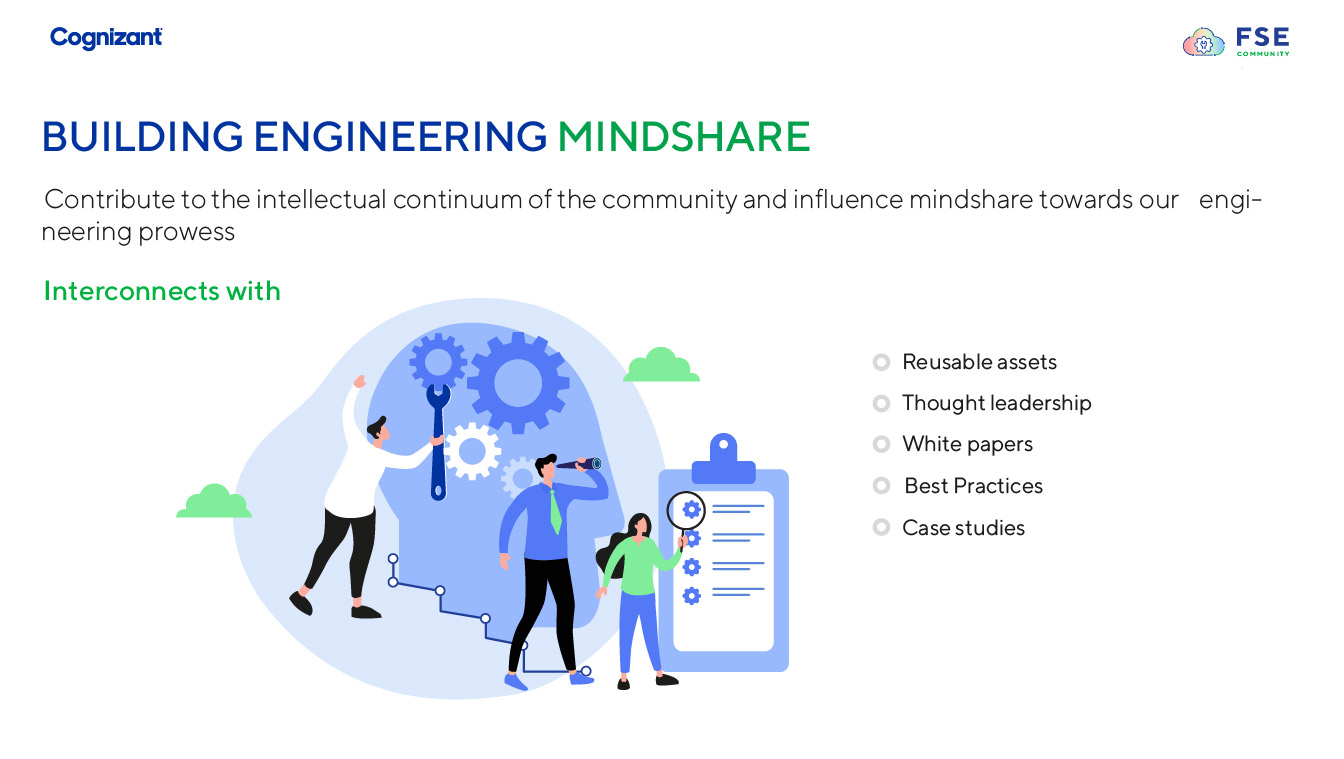 Cognizant
FSE
COMMUNITY
BUILDING ENGINEERING MINDSHARE
Contribute to the intellectual continuum of the community and influence mindshare towards our engi-
neering prowess
Interconnects with
Reusable assets
Thought leadership
White papers
Best Practices
Case studies